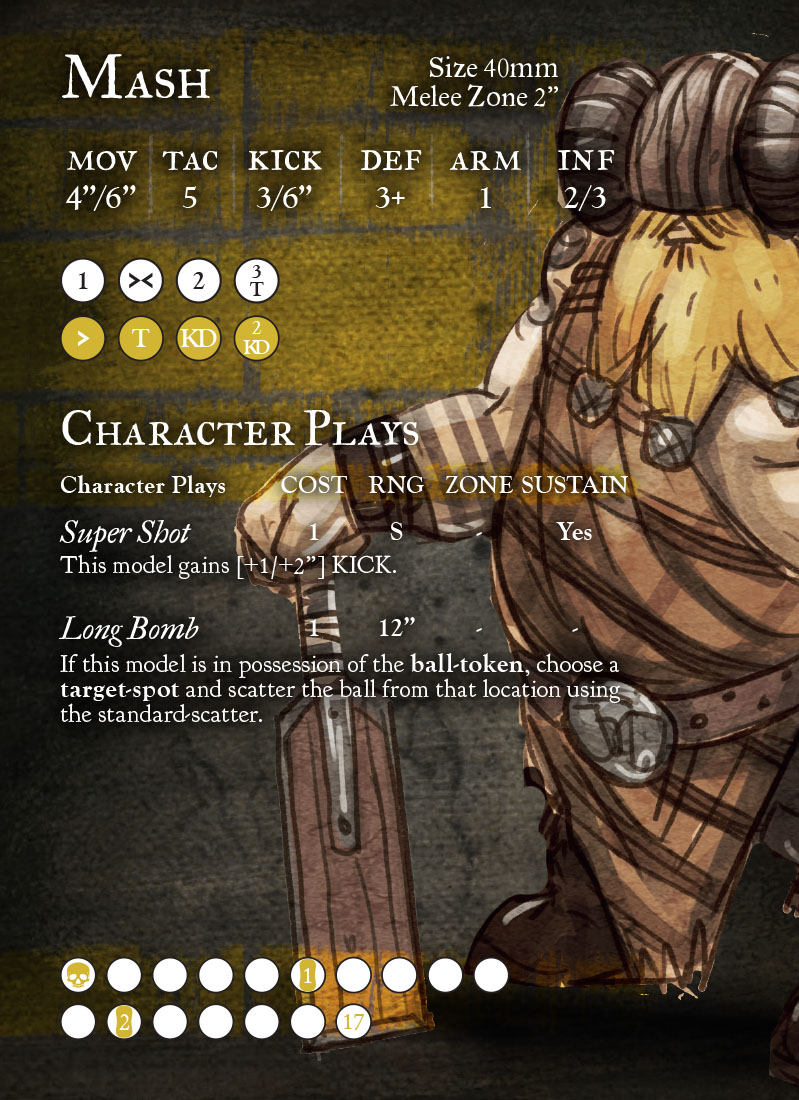 Mash
Size 40mm
Melee Zone 2”
MOV TAC KICK DEF ARM INF
4”/6” 5 3/6” 3+ 1 2/3
1 >< 2 3 T
> T KD 2 KD
Character Plays
Character Plays COST RNG ZONE SUSTAIN
Super Shot 1 S - Yes
This model gains [+1/+2”] KICK.
Long Bomb 1 12” - -
If this model is in possession of the ball-token, choose a
target-spot and scatter the ball from that location using
the standard-scatter.
1
2 17